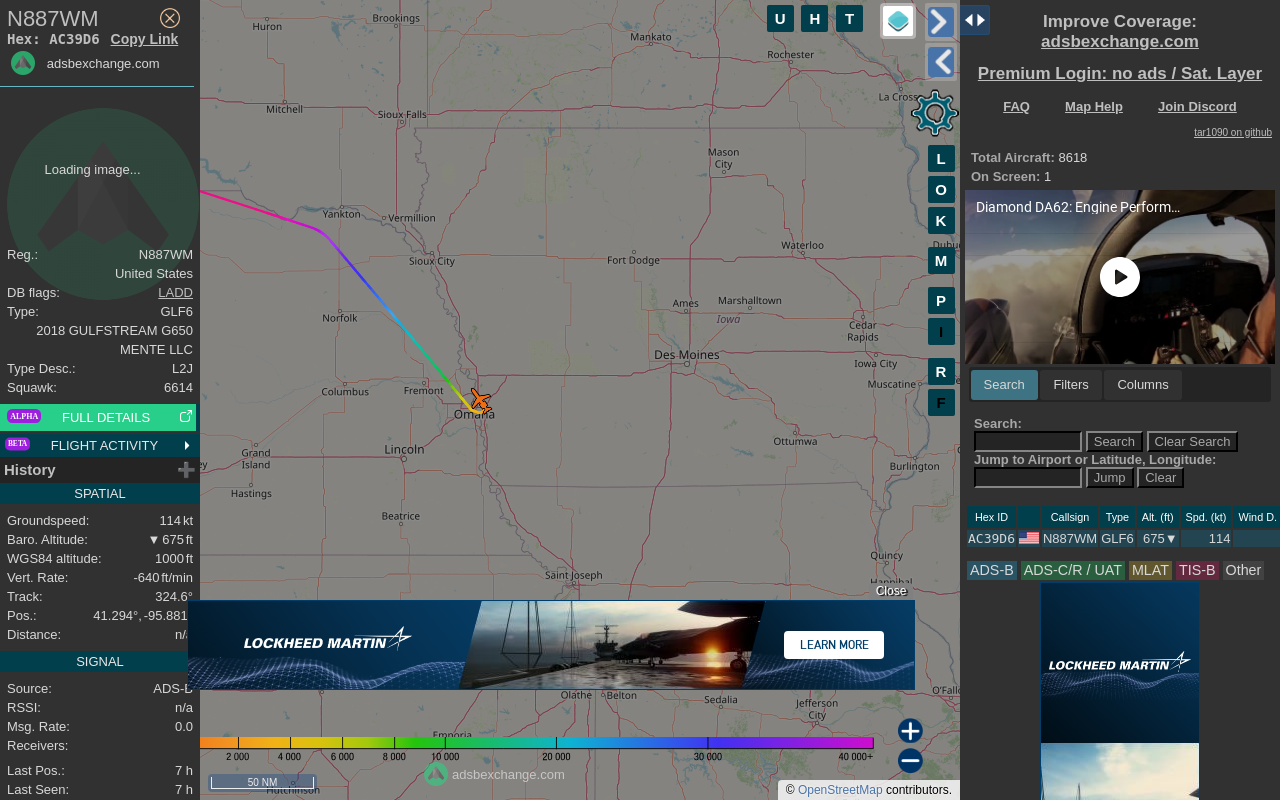 N887WM
Hex: AC39D6 Copy Link
adsbexchange.com
Loading image...
Reg.: N887WM
United States
DB flags: LADD
Type: GLF6
2018 GULFSTREAM G650
MENTE LLC
Type Desc.: L2J
Squawk: 6614
ALPHA FULL DETAILS
BETA FLIGHT ACTIVITY
History
SPATIAL
Groundspeed: 114 kt
Baro. Altitude: ▼ 675 ft
WGS84 altitude: 1000 ft
Vert. Rate: -640 ft/min
Track: 324.6°
Pos.: 41.294°, -95.881
Distance: n/
SIGNAL
Source: ADS-B
RSSI: n/a
Msg. Rate: 0.0
Receivers:
Last Pos.: 7 h
Last Seen: 7 h
Huron
Brookings
Mankato
Rochester
La Crosse
Mitchell
Sioux Falls
Mason
City
Yankton
Vermillion
Sioux City
Fort Dodge
Waterloo
Dubu
Norfolk
Ames
Marshalltown
Iowa
Cedar
Rapids
Des Moines
Iowa City
Columbus
Fremont
Omaha
Muscatine
Grand
Island
Lincoln
Ottumwa
Burlington
Hastings
Beatrice
Quincy
Saint Joseph
Hannibal
U H T
L
O
K
M
P
I
R
F
Close
LOCKHEED MARTIN
LEARN MORE
Olathe
Belton
Sedalia
Jefferson
City
O'Fallo
Emporia
2 000 4 000 6 000 8 000 10 000 20 000 30 000 40 000+
adsbexchange.com
50 NM
Hutchinson
© OpenStreetMap contributors.
Improve Coverage:
adsbexchange.com
Premium Login: no ads / Sat. Layer
FAQ Map Help Join Discord
tar1090 on github
Total Aircraft: 8618
On Screen: 1
Diamond DA62: Engine Perform...
Search Filters Columns
Search:
Search Clear Search
Jump to Airport or Latitude, Longitude:
Jump Clear
Hex ID Callsign Type Alt. (ft) Spd. (kt) Wind D.
AC39D6 N887WM GLF6 675▼ 114
ADS-B ADS-C/R / UAT MLAT TIS-B Other
LOCKHEED MARTIN